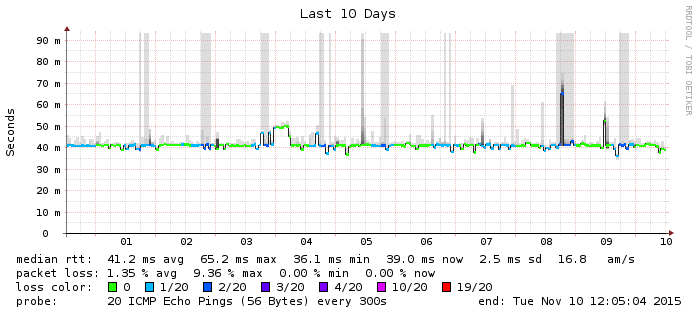 Last 10 Days
RRDTOOL / TOBI OETIKER
Seconds
90 m
80 m
70 m
60 m
50 m
40 m
30 m
20 m
10 m
0
01 02 03 04 05 06 07 08 09 10
median rtt: 41.2 ms avg 65.2 ms max 36.1 ms min 39.0 ms now 2.5 ms sd 16.8 am/s
packet loss: 1.35 % avg 9.36 % max 0.00 % min 0.00 % now
loss color: 0 1/20 2/20 3/20 4/20 10/20 19/20
probe: 20 ICMP Echo Pings (56 Bytes) every 300s end: Tue Nov 10 12:05:04 2015